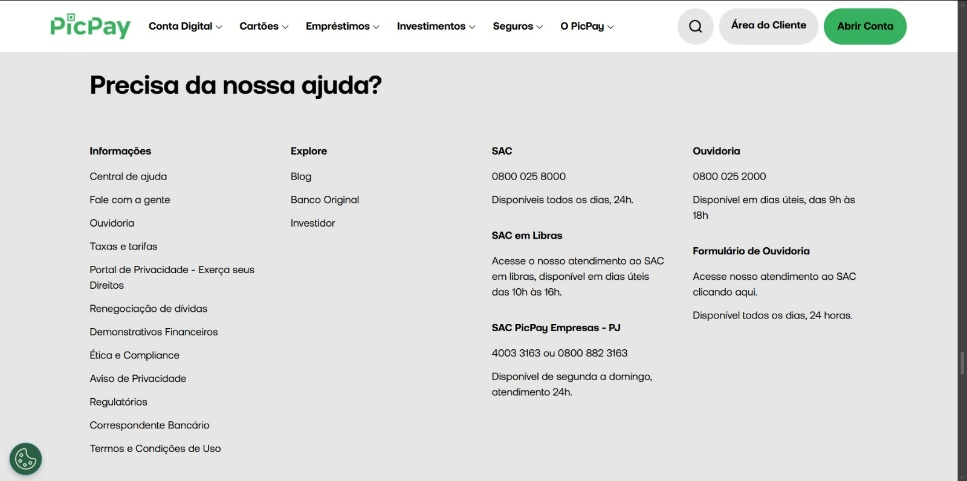 PicPay
Conta Digital
Cartões
Empréstimos
Investimentos
Seguros
O PicPay
Área do Cliente
Abrir Conta
Precisa da nossa ajuda?
Informações
Central de ajuda
Fale com a gente
Ouvidoria
Taxas e tarifas
Portal de Privacidade - Exerça seus
Direitos
Renegociação de dívidas
Demonstrativos Financeiros
Ética e Compliance
Aviso de Privacidade
Regulatórios
Correspondente Bancário
Termos e Condições de Uso
Explore
Blog
Banco Original
Investidor
SAC
0800 025 8000
Disponíveis todos os dias, 24h.
SAC em Libras
Acesse o nosso atendimento ao SAC
em libras, disponível em dias úteis
das 10h às 16h.
SAC PicPay Empresas - PJ
4003 3163 ou 0800 882 3163
Disponível de segunda a domingo,
atendimento 24h.
Ouvidoria
0800 025 2000
Disponível em dias úteis, das 9h às
18h
Formulário de Ouvidoria
Acesse nosso atendimento ao SAC
clicando aqui.
Disponível todos os dias, 24 horas.